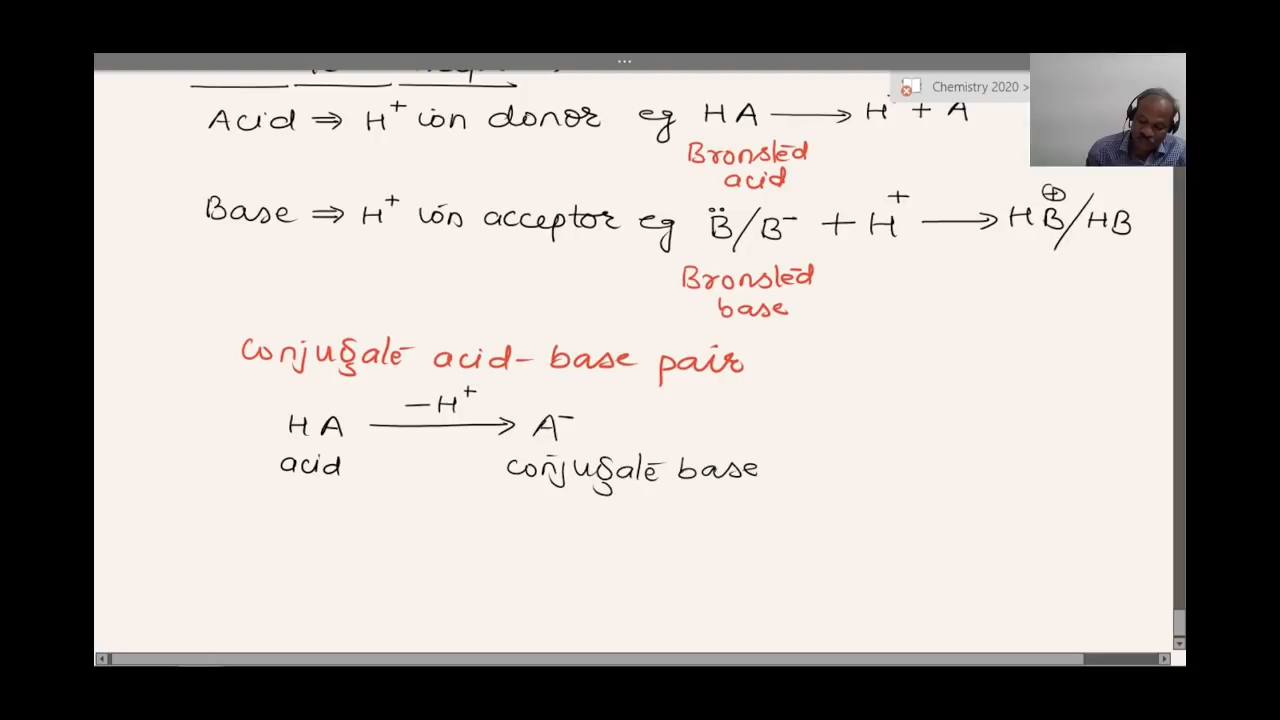 Chemistry 2020 >
Acid ⇒ H⁺ ion donor eg HA ⟶ H⁺ + A
Bronsted
acid
Base ⇒ H⁺ ion acceptor eg B̈/B⁻ + H⁺ ⟶ HB⊕/HB
Bronsted
base
Conjugate acid-base pair
HA —H⁺⟶ A⁻
acid conjugate base